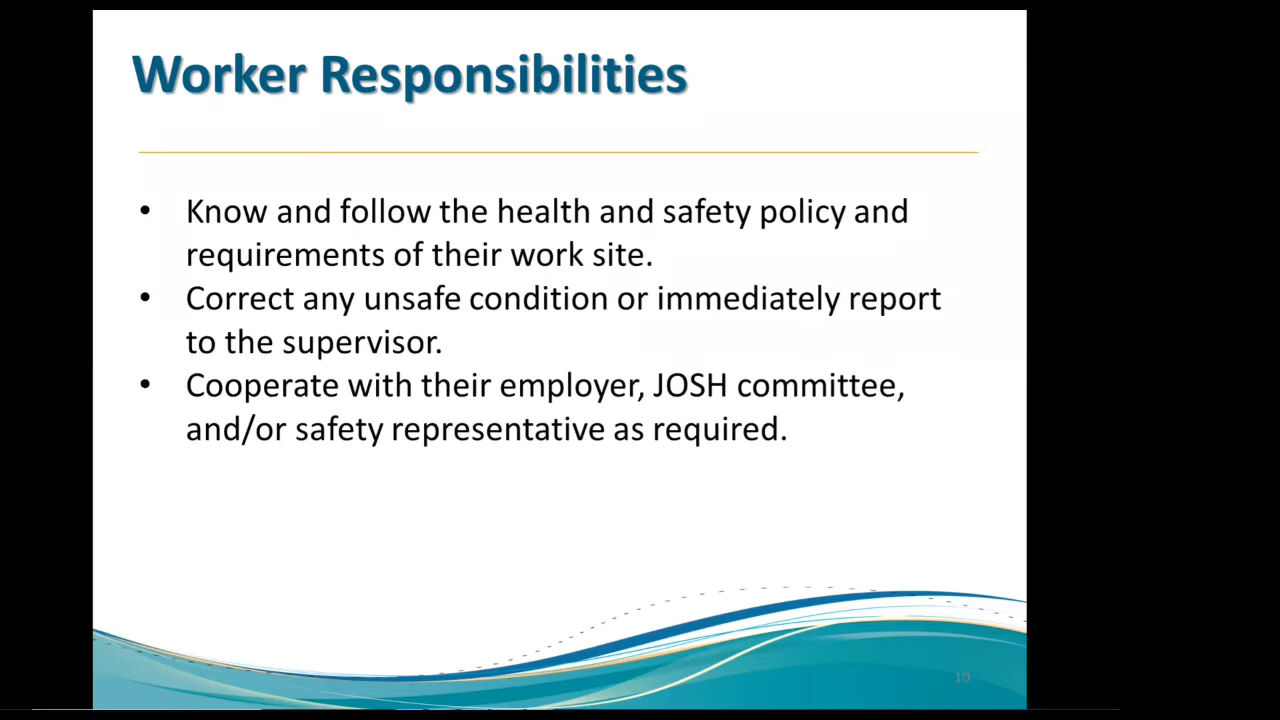 Worker Responsibilities
• Know and follow the health and safety policy and
requirements of their work site.
• Correct any unsafe condition or immediately report
to the supervisor.
• Cooperate with their employer, JOSH committee,
and/or safety representative as required.
10